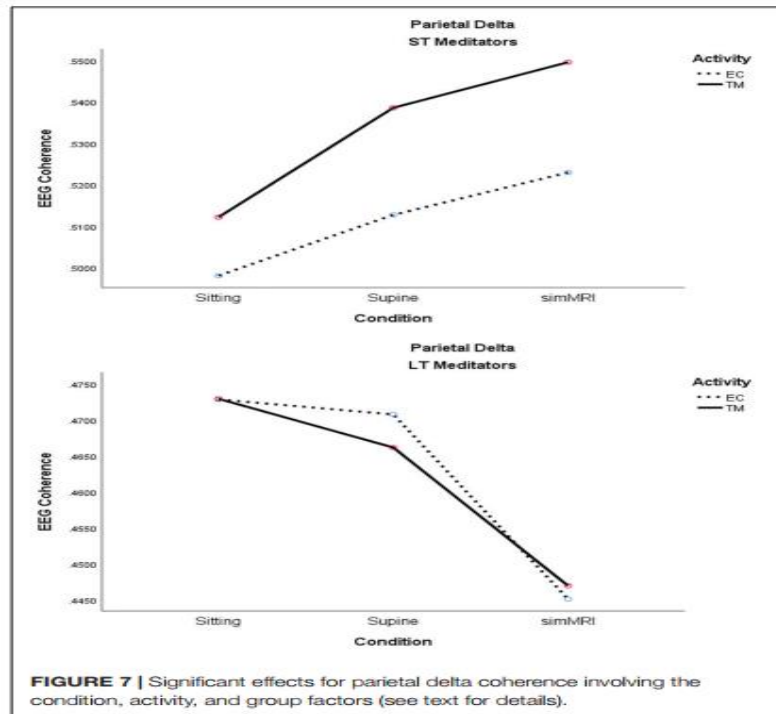 Parietal Delta
ST Meditators
Activity
EC
TM
.5500
.5400
.5300
.5200
.5100
.5000
EEG Coherence
Sitting Supine simMRI
Condition
Parietal Delta
LT Meditators
Activity
EC
TM
.4750
.4700
.4650
.4600
.4550
.4500
.4450
EEG Coherence
Sitting Supine simMRI
Condition
FIGURE 7 | Significant effects for parietal delta coherence involving the
condition, activity, and group factors (see text for details).